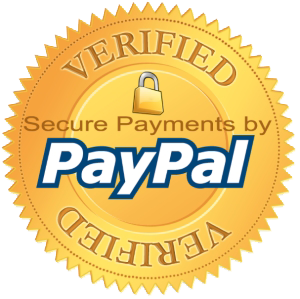 VERIFIED
Secure Payments by
PayPal
VERIFIED